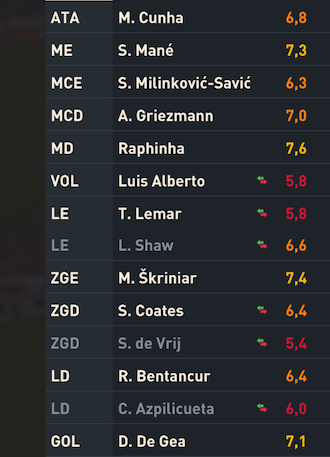 ATA M. Cunha 6,8
ME S. Mané 7,3
MCE S. Milinković-Savić 6,3
MCD A. Griezmann 7,0
MD Raphinha 7,6
VOL Luis Alberto 5,8
LE T. Lemar 5,8
LE L. Shaw 6,6
ZGE M. Škriniar 7,4
ZGD S. Coates 6,4
ZGD S. de Vrij 5,4
LD R. Bentancur 6,4
LD C. Azpilicueta 6,0
GOL D. De Gea 7,1